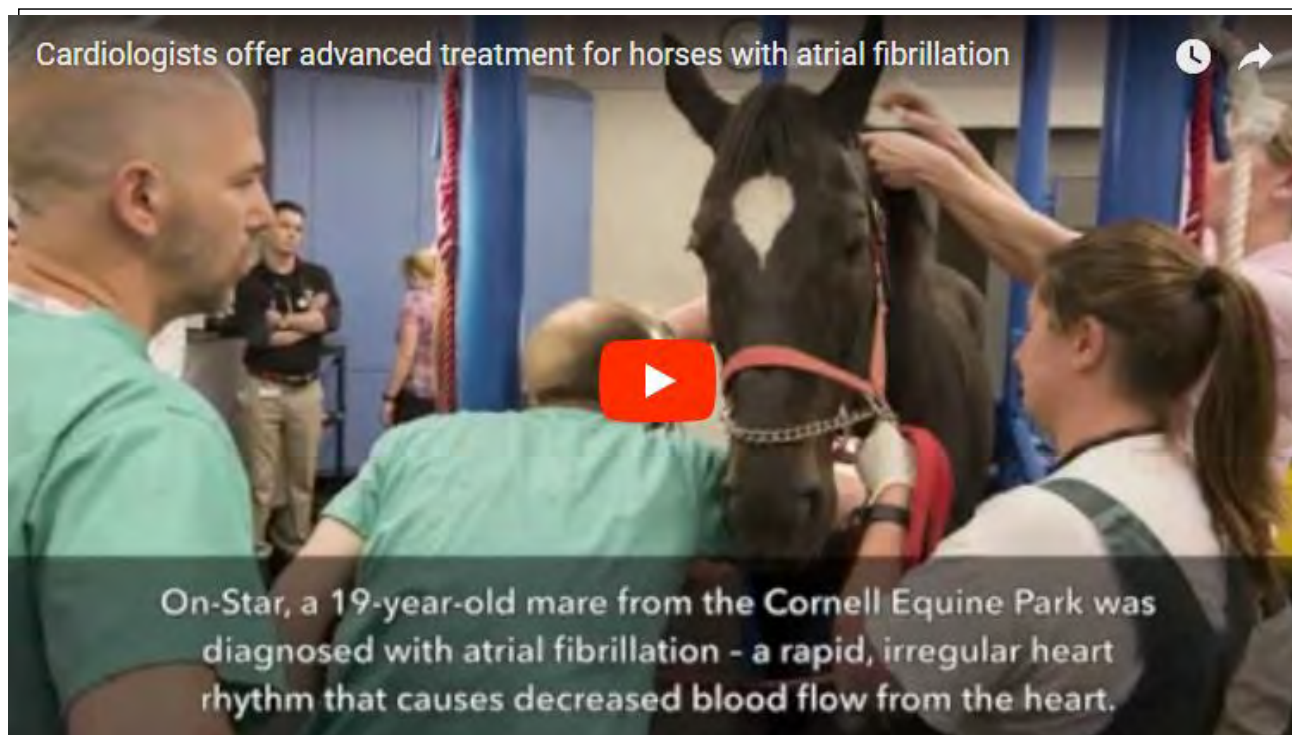 Cardiologists offer advanced treatment for horses with atrial fibrillation
On-Star, a 19-year-old mare from the Cornell Equine Park was
diagnosed with atrial fibrillation – a rapid, irregular heart
rhythm that causes decreased blood flow from the heart.